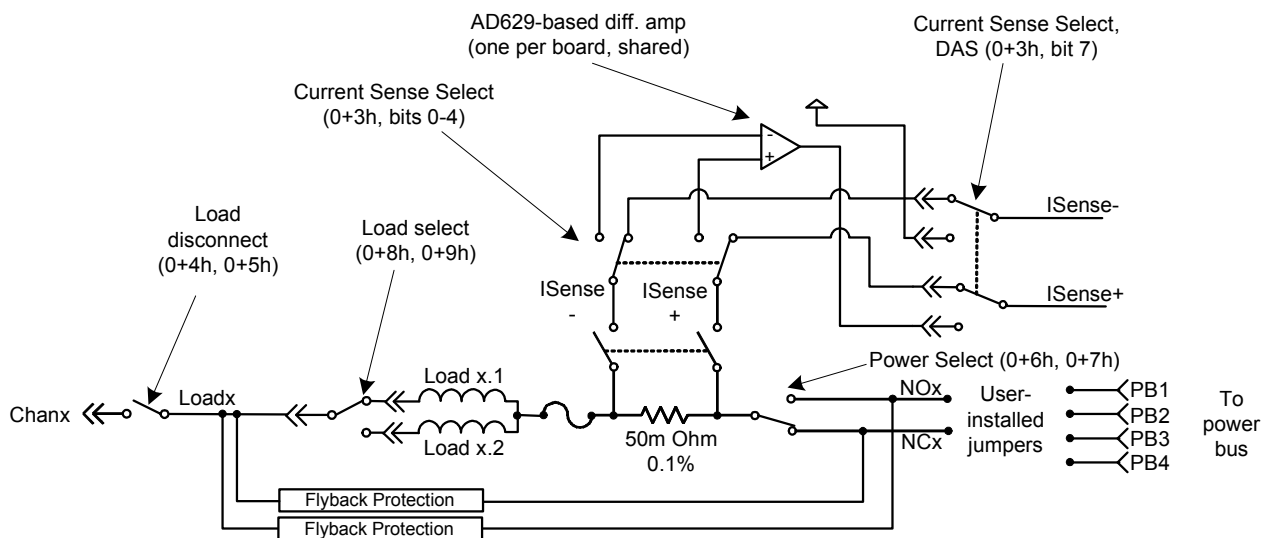 AD629-based diff. amp
(one per board, shared)
Current Sense Select,
DAS (0+3h, bit 7)
Current Sense Select
(0+3h, bits 0-4)
-
+
Load
disconnect
(0+4h, 0+5h)
Load select
(0+8h, 0+9h)
ISense-
ISense
-
ISense
+
ISense+
Power Select (0+6h, 0+7h)
Chanx
Loadx
Load x.1
Load x.2
50m Ohm
0.1%
NOx
NCx
User-
installed
jumpers
PB1
PB2
PB3
PB4
To
power
bus
Flyback Protection
Flyback Protection